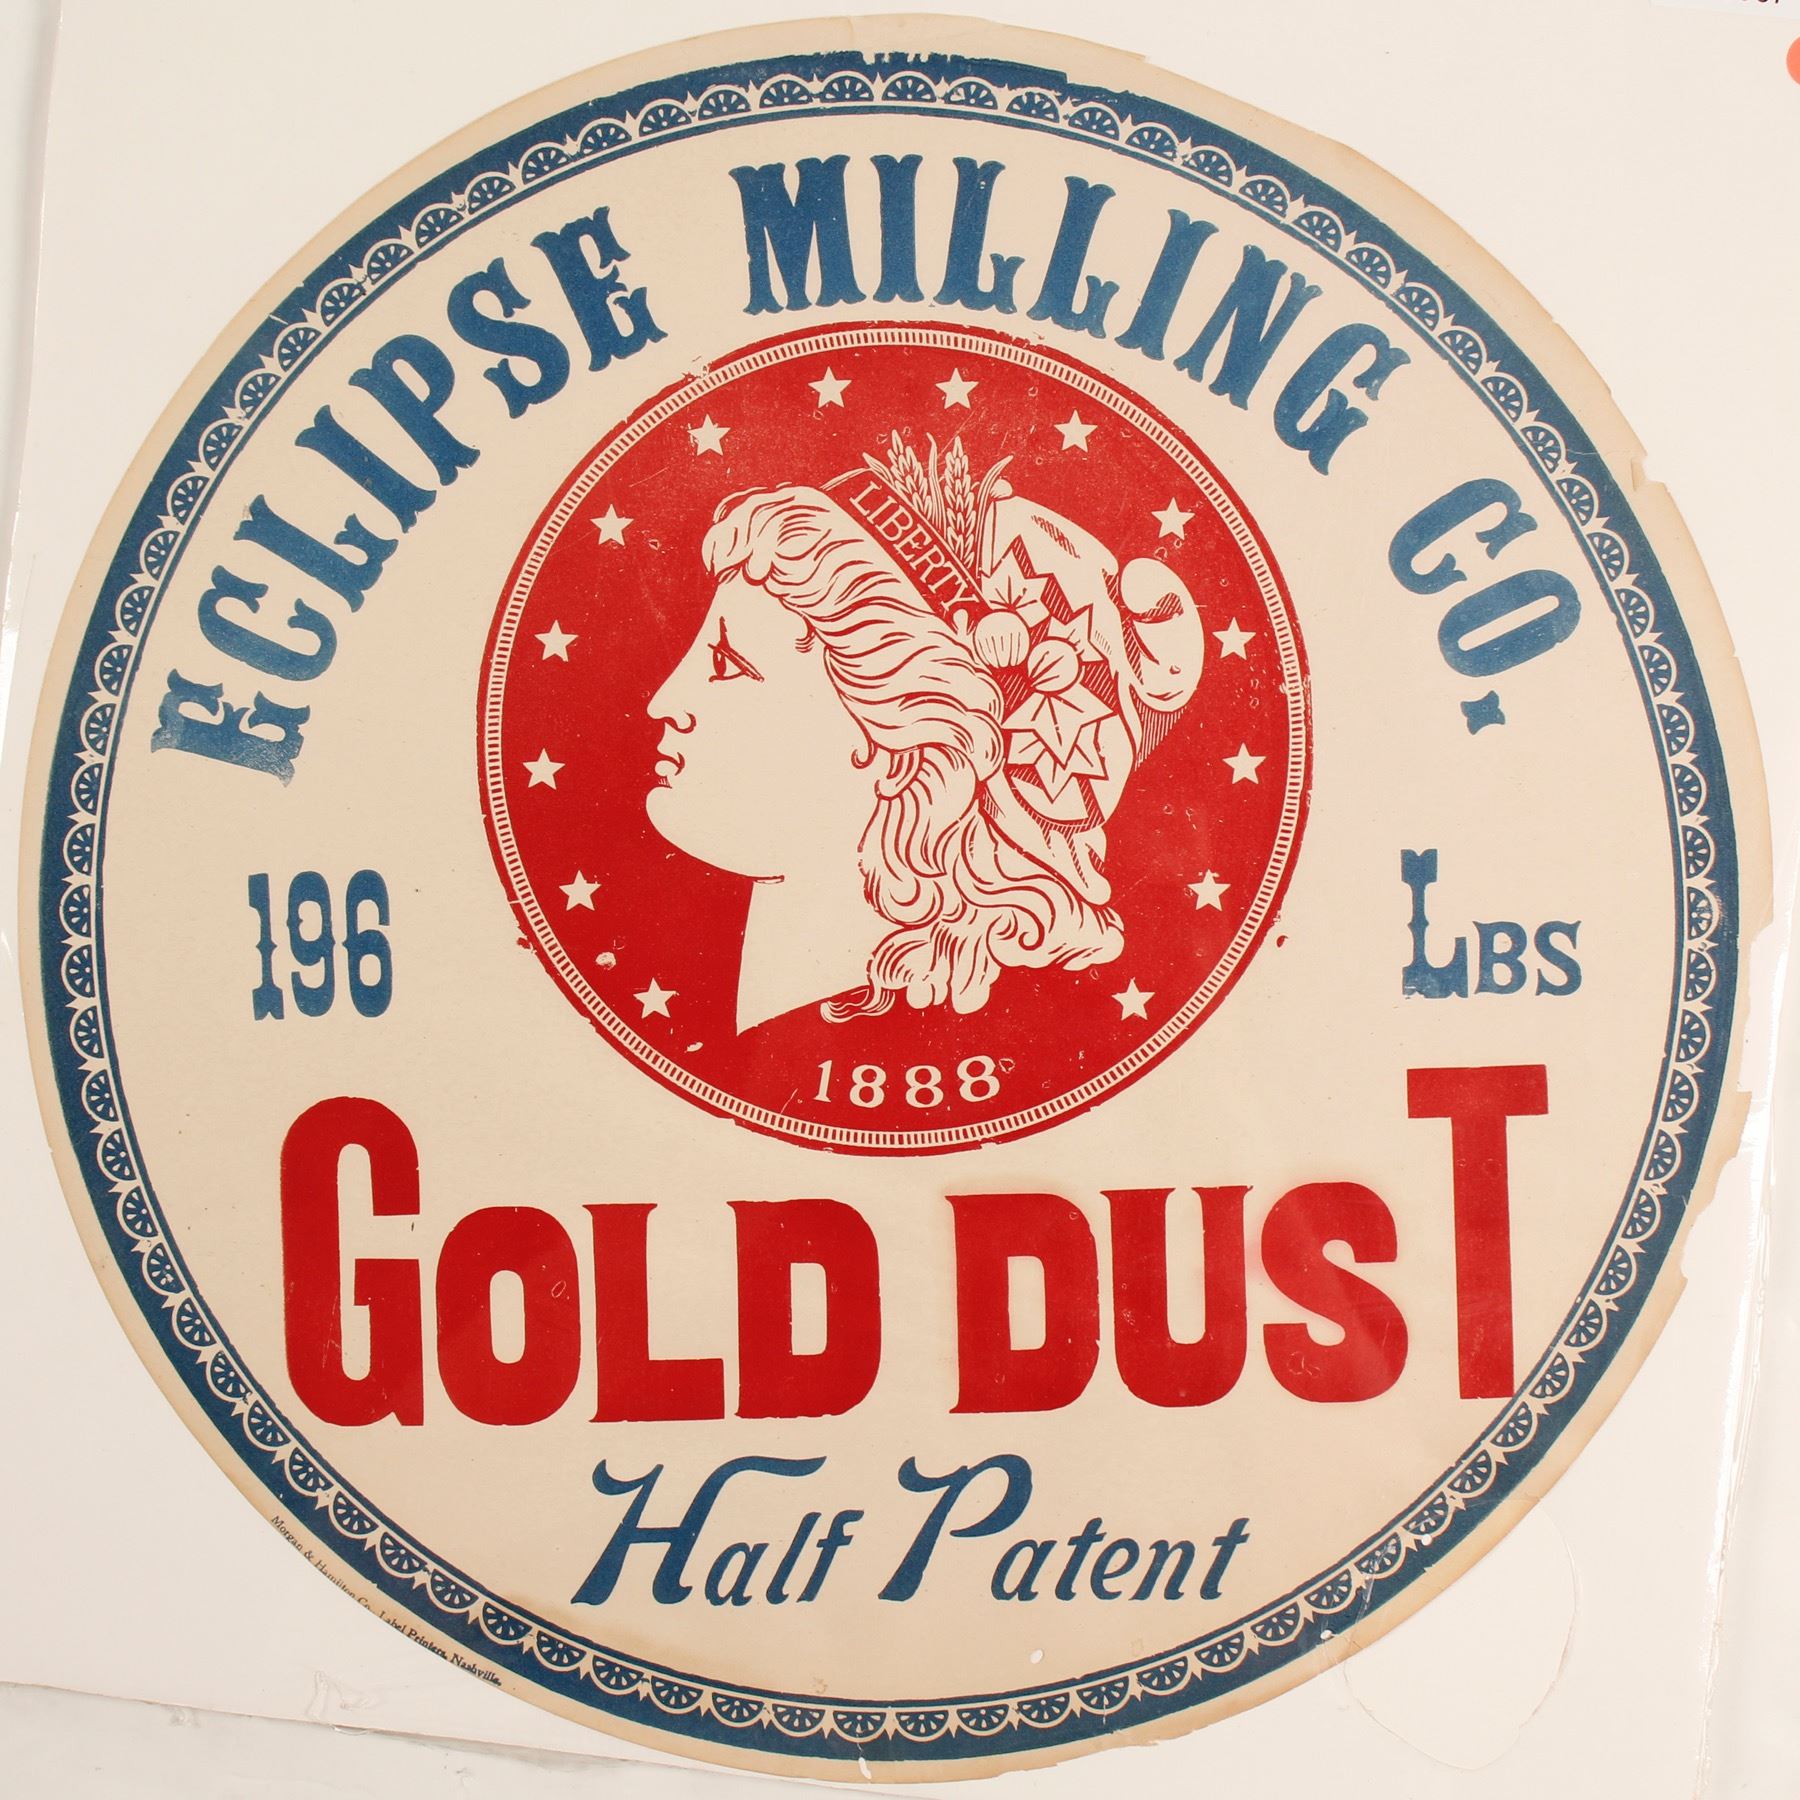 ECLIPSE MILLING CO.
LIBERTY
1888
196 LBS
GOLD DUST
Half Patent
Morgan & Hamilton Co., Label Printers, Nashville.